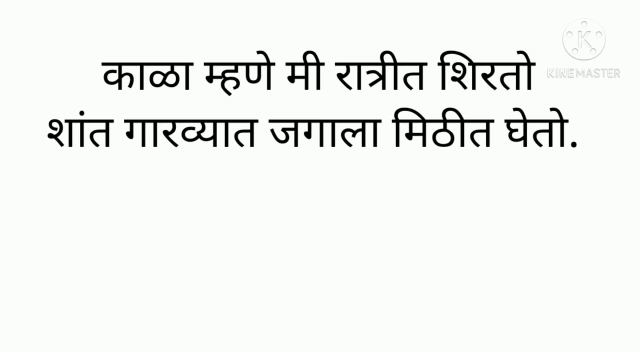 काळा म्हणे मी रात्रीत शिरतो
शांत गारव्यात जगाला मिठीत घेतो.
KINEMASTER